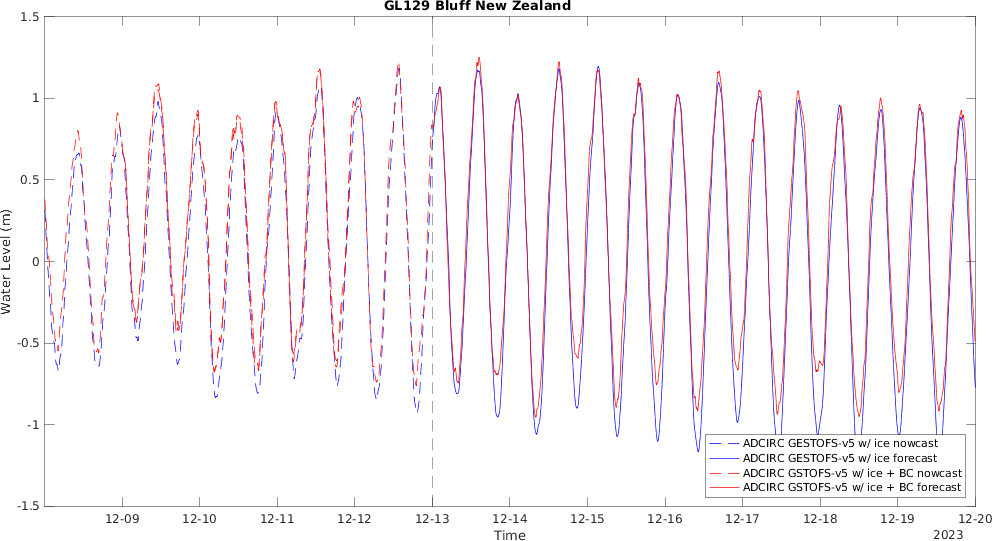 GL129 Bluff New Zealand
1.5
1
0.5
0
-0.5
-1
-1.5
Water Level (m)
12-09 12-10 12-11 12-12 12-13 12-14 12-15 12-16 12-17 12-18 12-19 12-20
Time
2023
ADCIRC GESTOFS-v5 w/ ice nowcast
ADCIRC GESTOFS-v5 w/ ice forecast
ADCIRC GSTOFS-v5 w/ ice + BC nowcast
ADCIRC GSTOFS-v5 w/ ice + BC forecast